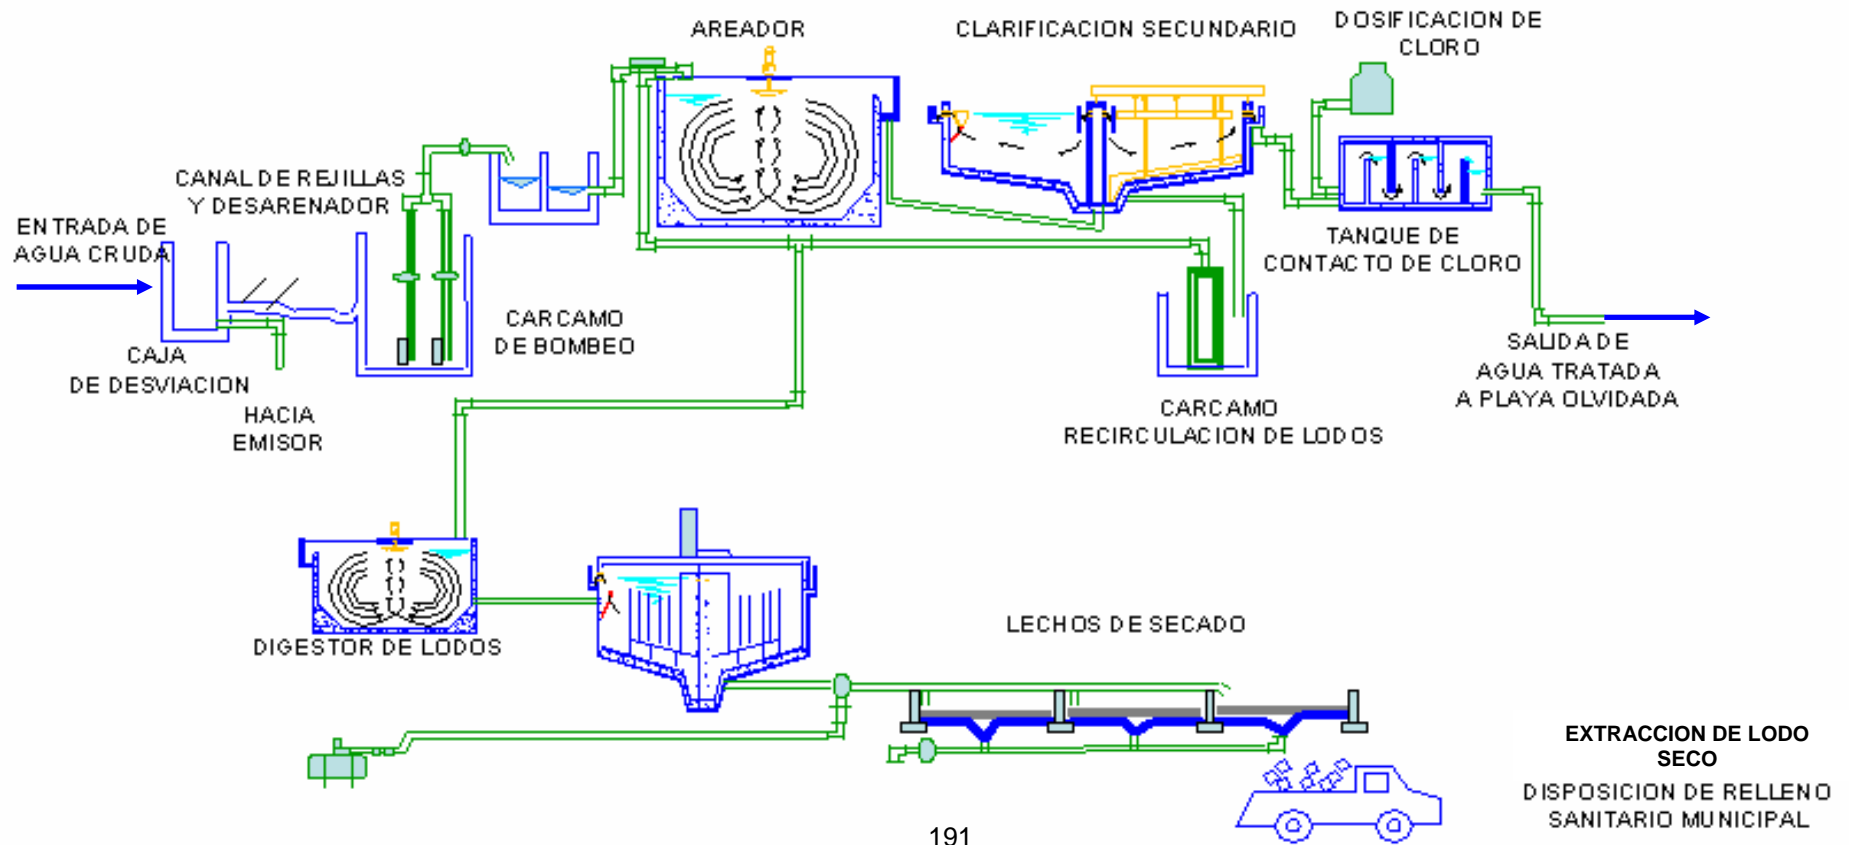 AREADOR
CLARIFICACION SECUNDARIO
DOSIFICACION DE
CLORO
CANAL DE REJILLAS
Y DESARENADOR
ENTRADA DE
AGUA CRUDA
TANQUE DE
CONTACTO DE CLORO
CARCAMO
DE BOMBEO
CAJA
DE DESVIACION
HACIA
EMISOR
SALIDA DE
AGUA TRATADA
A PLAYA OLVIDADA
CARCAMO
RECIRCULACION DE LODOS
DIGESTOR DE LODOS
LECHOS DE SECADO
EXTRACCION DE LODO
SECO
DISPOSICION DE RELLENO
SANITARIO MUNICIPAL
191